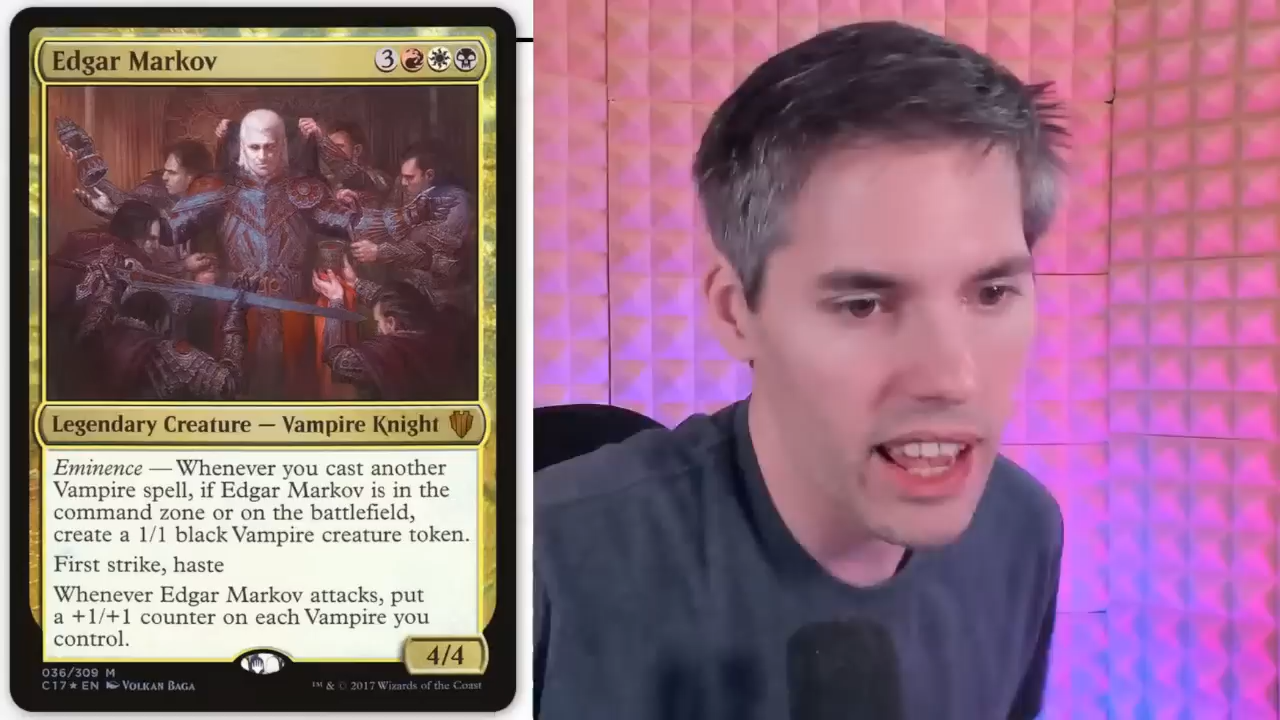 Edgar Markov 3
Legendary Creature — Vampire Knight
Eminence — Whenever you cast another
Vampire spell, if Edgar Markov is in the
command zone or on the battlefield,
create a 1/1 black Vampire creature token.
First strike, haste
Whenever Edgar Markov attacks, put
a +1/+1 counter on each Vampire you
control.
4/4
036/309 M
C17★EN VOLKAN BAGA
™ & © 2017 Wizards of the Coast